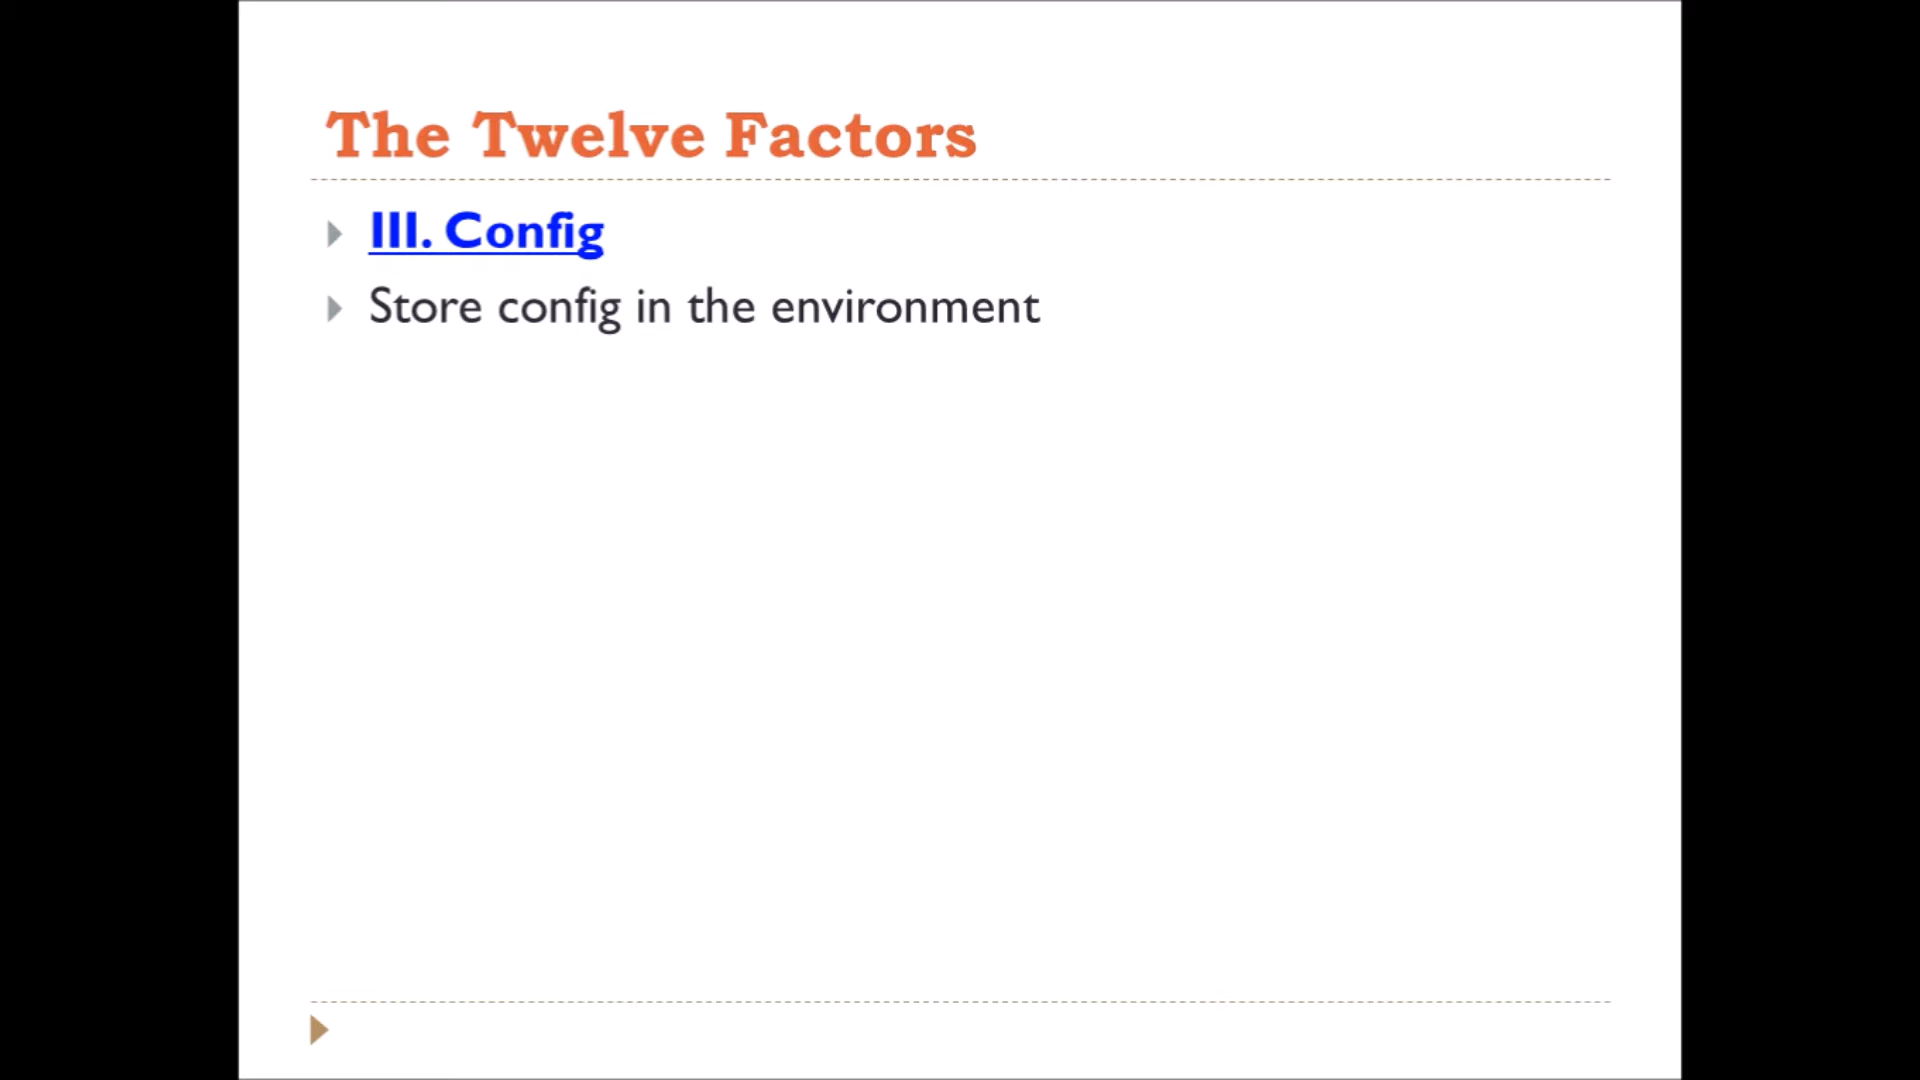 The Twelve Factors
III. Config
Store config in the environment